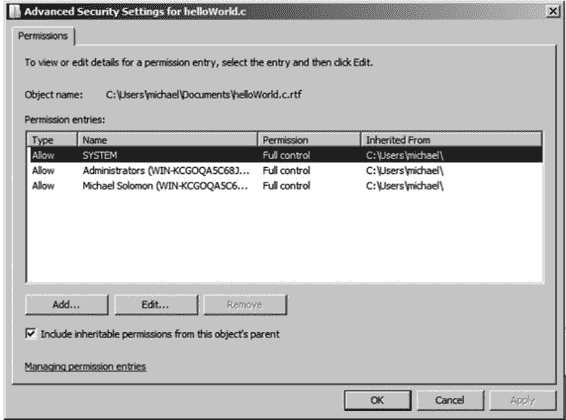 Advanced Security Settings for helloWorld.c
Permissions
To view or edit details for a permission entry, select the entry and then click Edit.
Object name: C:\Users\michael\Documents\helloWorld.c.rtf
Permission entries:
Type Name Permission Inherited From
Allow SYSTEM Full control C:\Users\michael\
Allow Administrators (WIN-KCGOQA5C68J... Full control C:\Users\michael\
Allow Michael Solomon (WIN-KCGOQA5C6... Full control C:\Users\michael\
Add... Edit... Remove
Include inheritable permissions from this object's parent
Managing permission entries
OK Cancel Apply